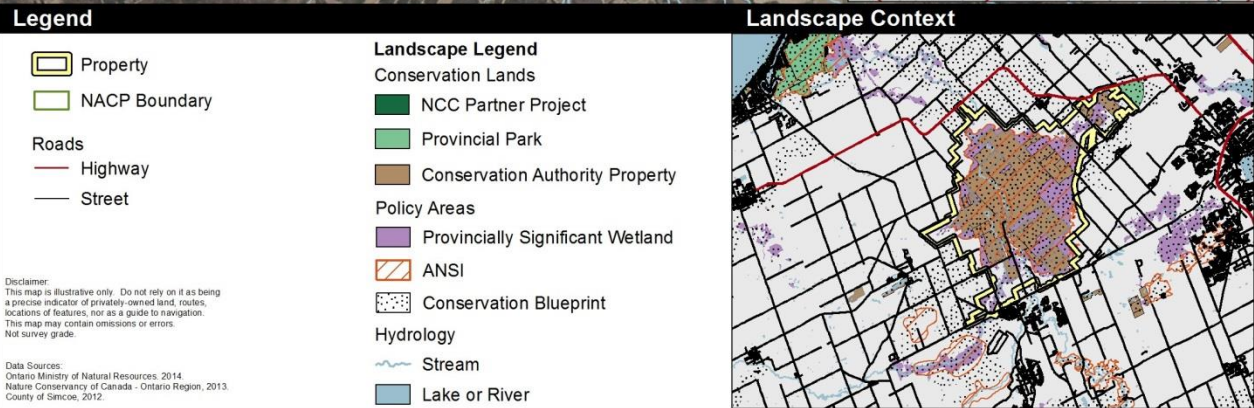 Legend
Property
NACP Boundary
Roads
Highway
Street
Disclaimer:
This map is illustrative only. Do not rely on it as being
a precise indicator of privately-owned land, routes,
locations of features, nor as a guide to navigation.
This map may contain omissions or errors.
Not survey grade.
Data Sources:
Ontario Ministry of Natural Resources. 2014.
Nature Conservancy of Canada - Ontario Region, 2013.
County of Simcoe, 2012.
Landscape Legend
Conservation Lands
NCC Partner Project
Provincial Park
Conservation Authority Property
Policy Areas
Provincially Significant Wetland
ANSI
Conservation Blueprint
Hydrology
Stream
Lake or River
Landscape Context